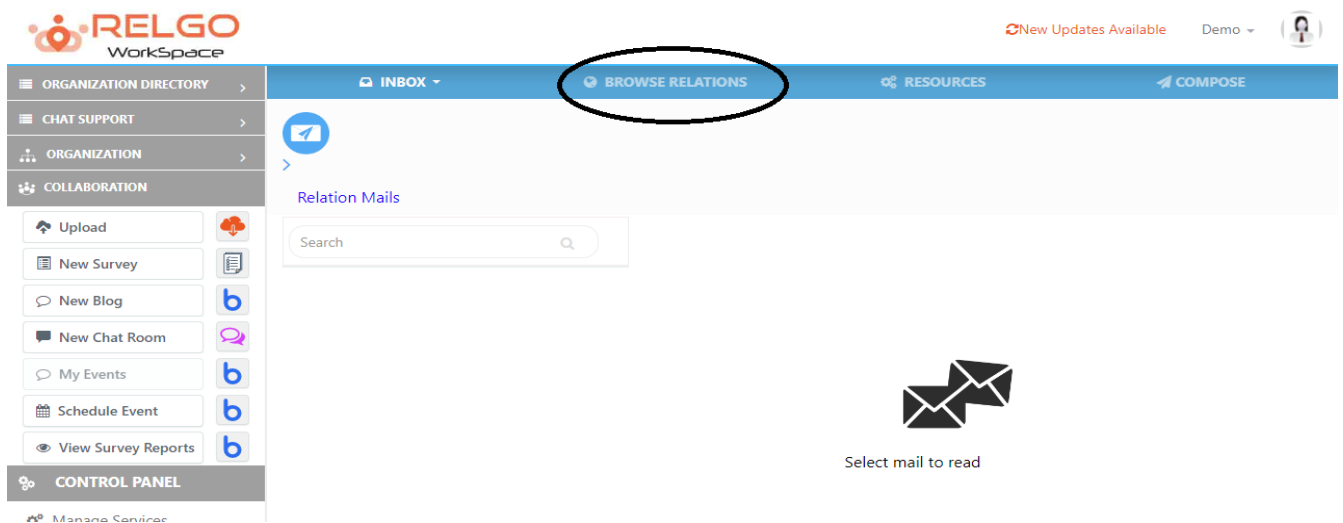 RELGO
WorkSpace
New Updates Available
Demo
ORGANIZATION DIRECTORY
CHAT SUPPORT
ORGANIZATION
COLLABORATION
Upload
New Survey
New Blog
New Chat Room
My Events
Schedule Event
View Survey Reports
CONTROL PANEL
Manage Services
INBOX
BROWSE RELATIONS
RESOURCES
COMPOSE
Relation Mails
Search
Select mail to read